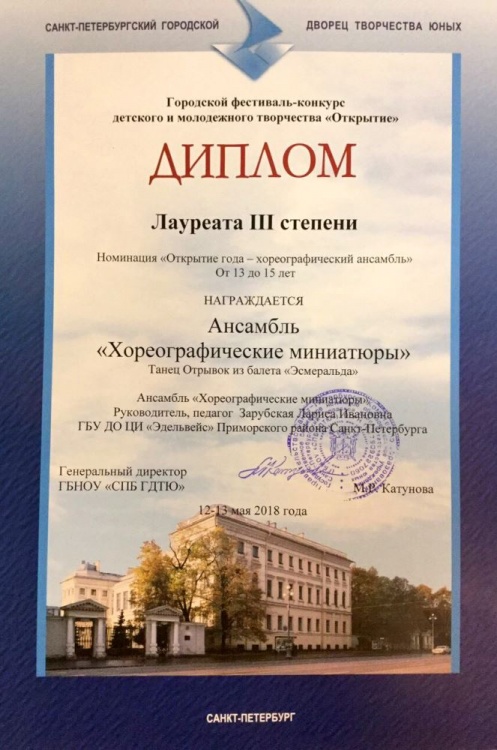 САНКТ-ПЕТЕРБУРГСКИЙ ГОРОДСКОЙ ДВОРЕЦ ТВОРЧЕСТВА ЮНЫХ
Городской фестиваль-конкурс
детского и молодежного творчества «Открытие»
ДИПЛОМ
Лауреата III степени
Номинация «Открытие года – хореографический ансамбль»
От 13 до 15 лет
НАГРАЖДАЕТСЯ
Ансамбль
«Хореографические миниатюры»
Танец Отрывок из балета «Эсмеральда»
Ансамбль «Хореографические миниатюры»
Руководитель, педагог Зарубская Лариса Ивановна
ГБУ ДО ЦИ «Эдельвейс» Приморского района Санкт-Петербурга
Генеральный директор
ГБНОУ «СПБ ГДТЮ» М.Р. Катунова
12-13 мая 2018 года
САНКТ-ПЕТЕРБУРГ